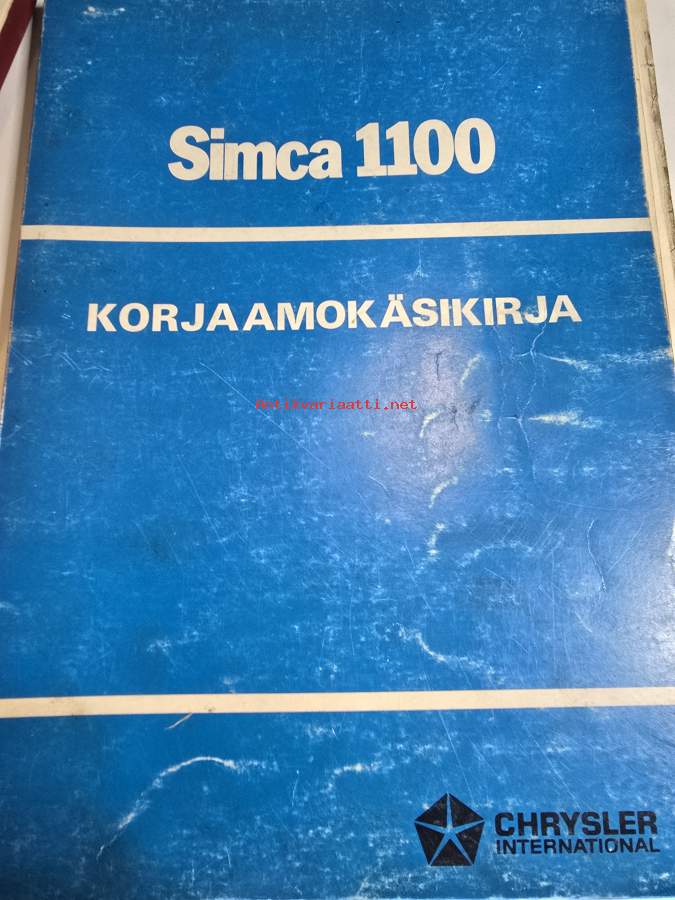 Simca 1100
KORJAAMOKÄSIKIRJA
Antikvariaatti.net
CHRYSLER
INTERNATIONAL